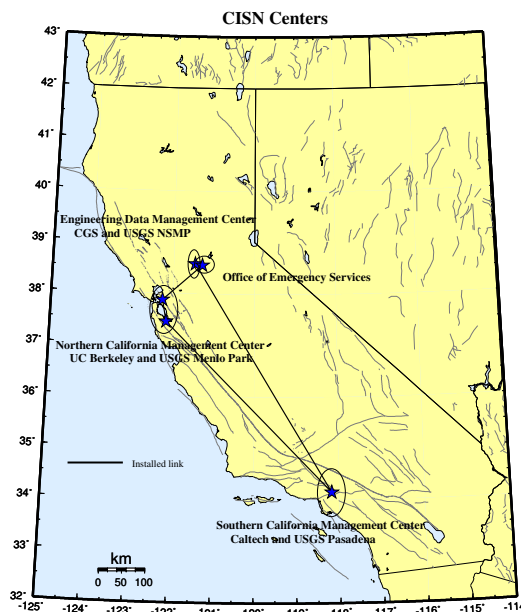 CISN Centers
43˚
42˚
41˚
40˚
Engineering Data Management Center
CGS and USGS NSMP
39˚
Office of Emergency Services
38˚
37˚
Northern California Management Center
UC Berkeley and USGS Menlo Park
36˚
35˚
Installed link
34˚
Southern California Management Center
Caltech and USGS Pasadena
33˚
km
0 50 100
32˚
-125˚ -124˚ -123˚ -122˚ -121˚ -120˚ -119˚ -118˚ -117˚ -116˚ -115˚ -114